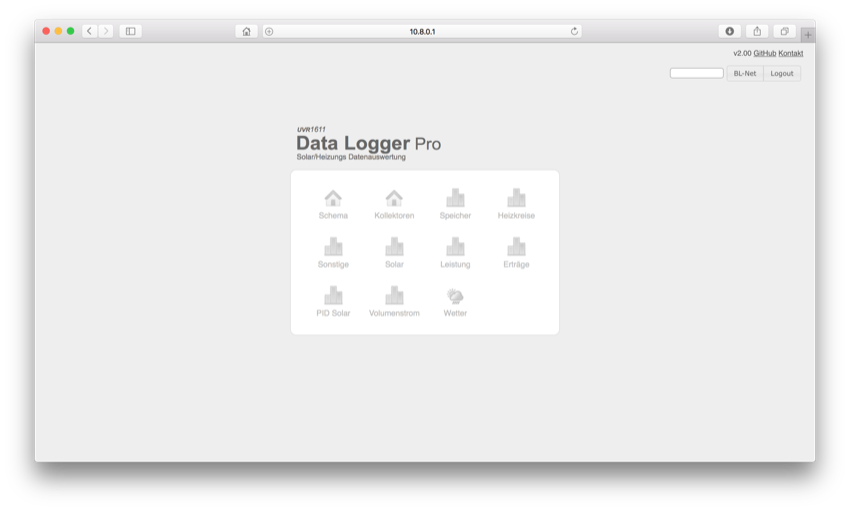 10.8.0.1
v2.00 GitHub Kontakt
BL-Net Logout
UVR1611
Data Logger Pro
Solar/Heizungs Datenauswertung
Schema Kollektoren Speicher Heizkreise
Sonstige Solar Leistung Erträge
PID Solar Volumenstrom Wetter